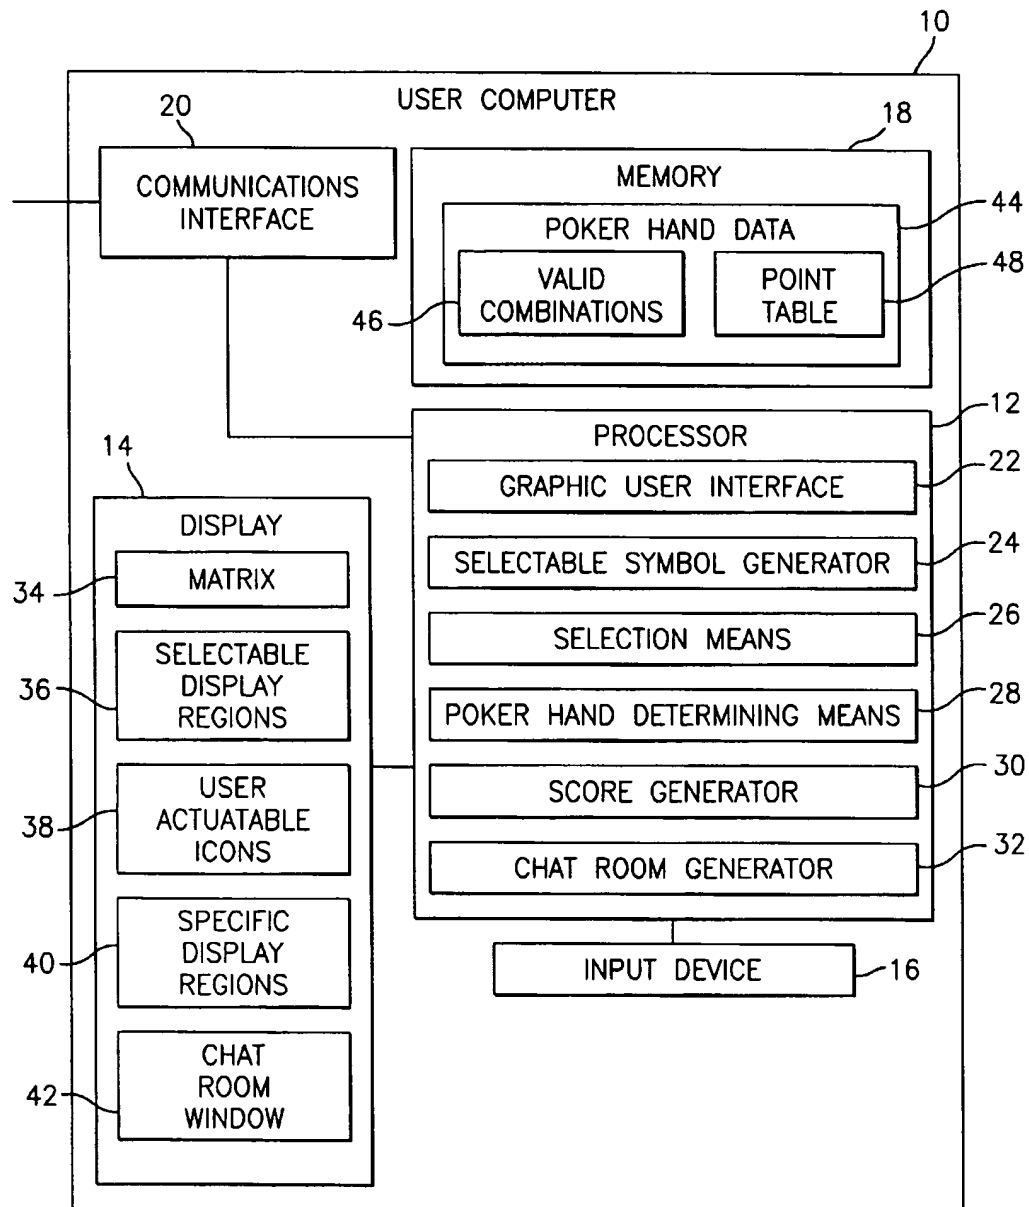 10
USER COMPUTER
20
18
COMMUNICATIONS
INTERFACE
MEMORY
44
POKER HAND DATA
48
VALID
COMBINATIONS
POINT
TABLE
46
12
PROCESSOR
22
GRAPHIC USER INTERFACE
24
SELECTABLE SYMBOL GENERATOR
26
SELECTION MEANS
28
POKER HAND DETERMINING MEANS
30
SCORE GENERATOR
32
CHAT ROOM GENERATOR
14
DISPLAY
34
MATRIX
36
SELECTABLE
DISPLAY
REGIONS
38
USER
ACTUATABLE
ICONS
40
SPECIFIC
DISPLAY
REGIONS
42
CHAT
ROOM
WINDOW
INPUT DEVICE
16